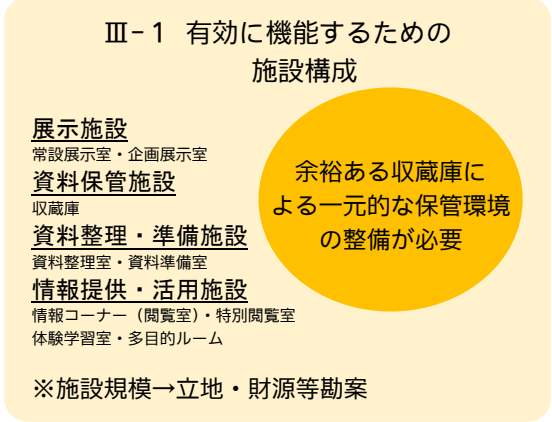 Ⅲ-1 有効に機能するための
施設構成
展示施設
常設展示室・企画展示室
資料保管施設
収蔵庫
資料整理・準備施設
資料整理室・資料準備室
情報提供・活用施設
情報コーナー（閲覧室）・特別閲覧室
体験学習室・多目的ルーム
余裕ある収蔵庫に
よる一元的な保管環境
の整備が必要
※施設規模→立地・財源等勘案